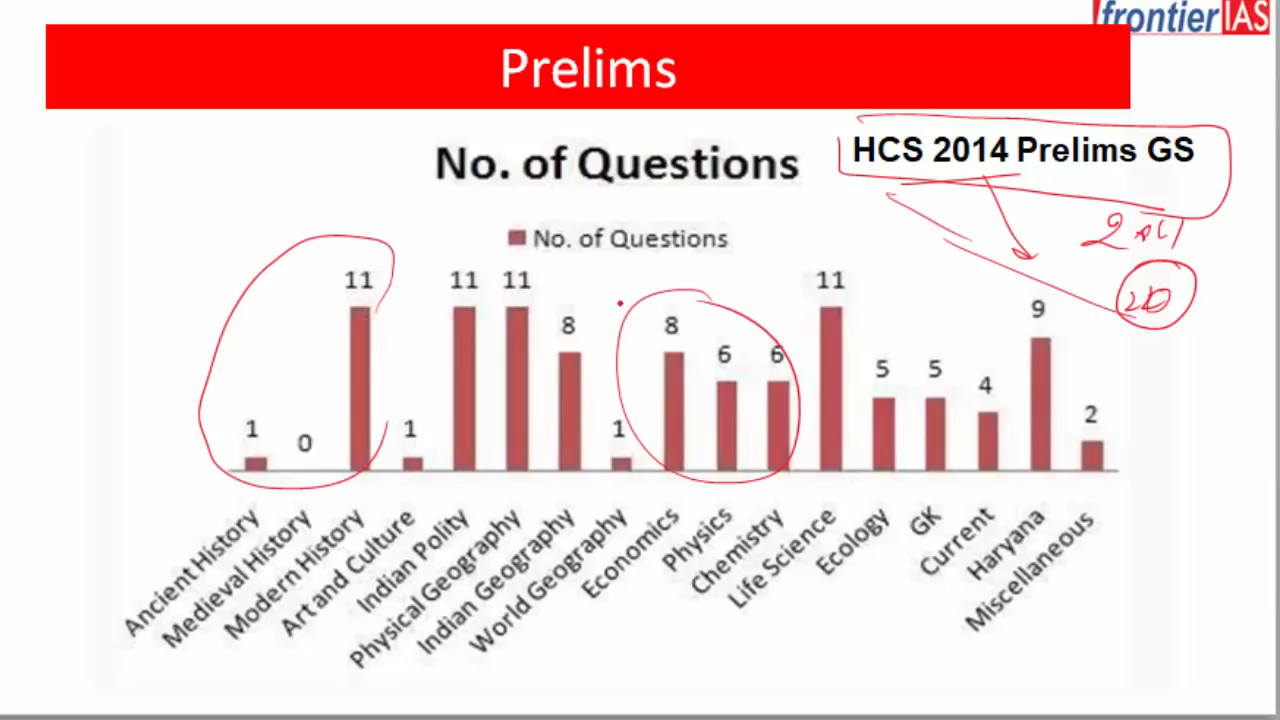 frontier IAS
Prelims
No. of Questions
HCS 2014 Prelims GS
No. of Questions
11 11 11 11
8 8 9
6 6
5 5 4
1 0 1 1 2
Ancient History
Medieval History
Modern History
Art and Culture
Indian Polity
Physical Geography
Indian Geography
World Geography
Economics
Physics
Chemistry
Life Science
Ecology
GK
Current
Haryana
Miscellaneous